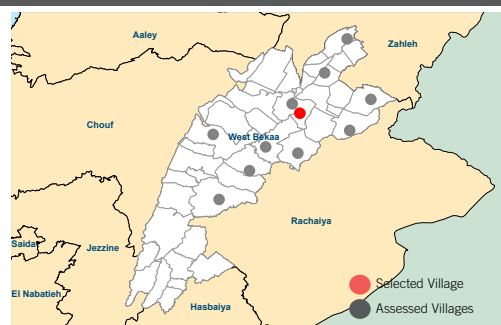 Aaley
Zahleh
Chouf
West Bekaa
Rachaiya
Saida
Jezzine
El Nabatieh
Hasbaiya
Selected Village
Assessed Villages